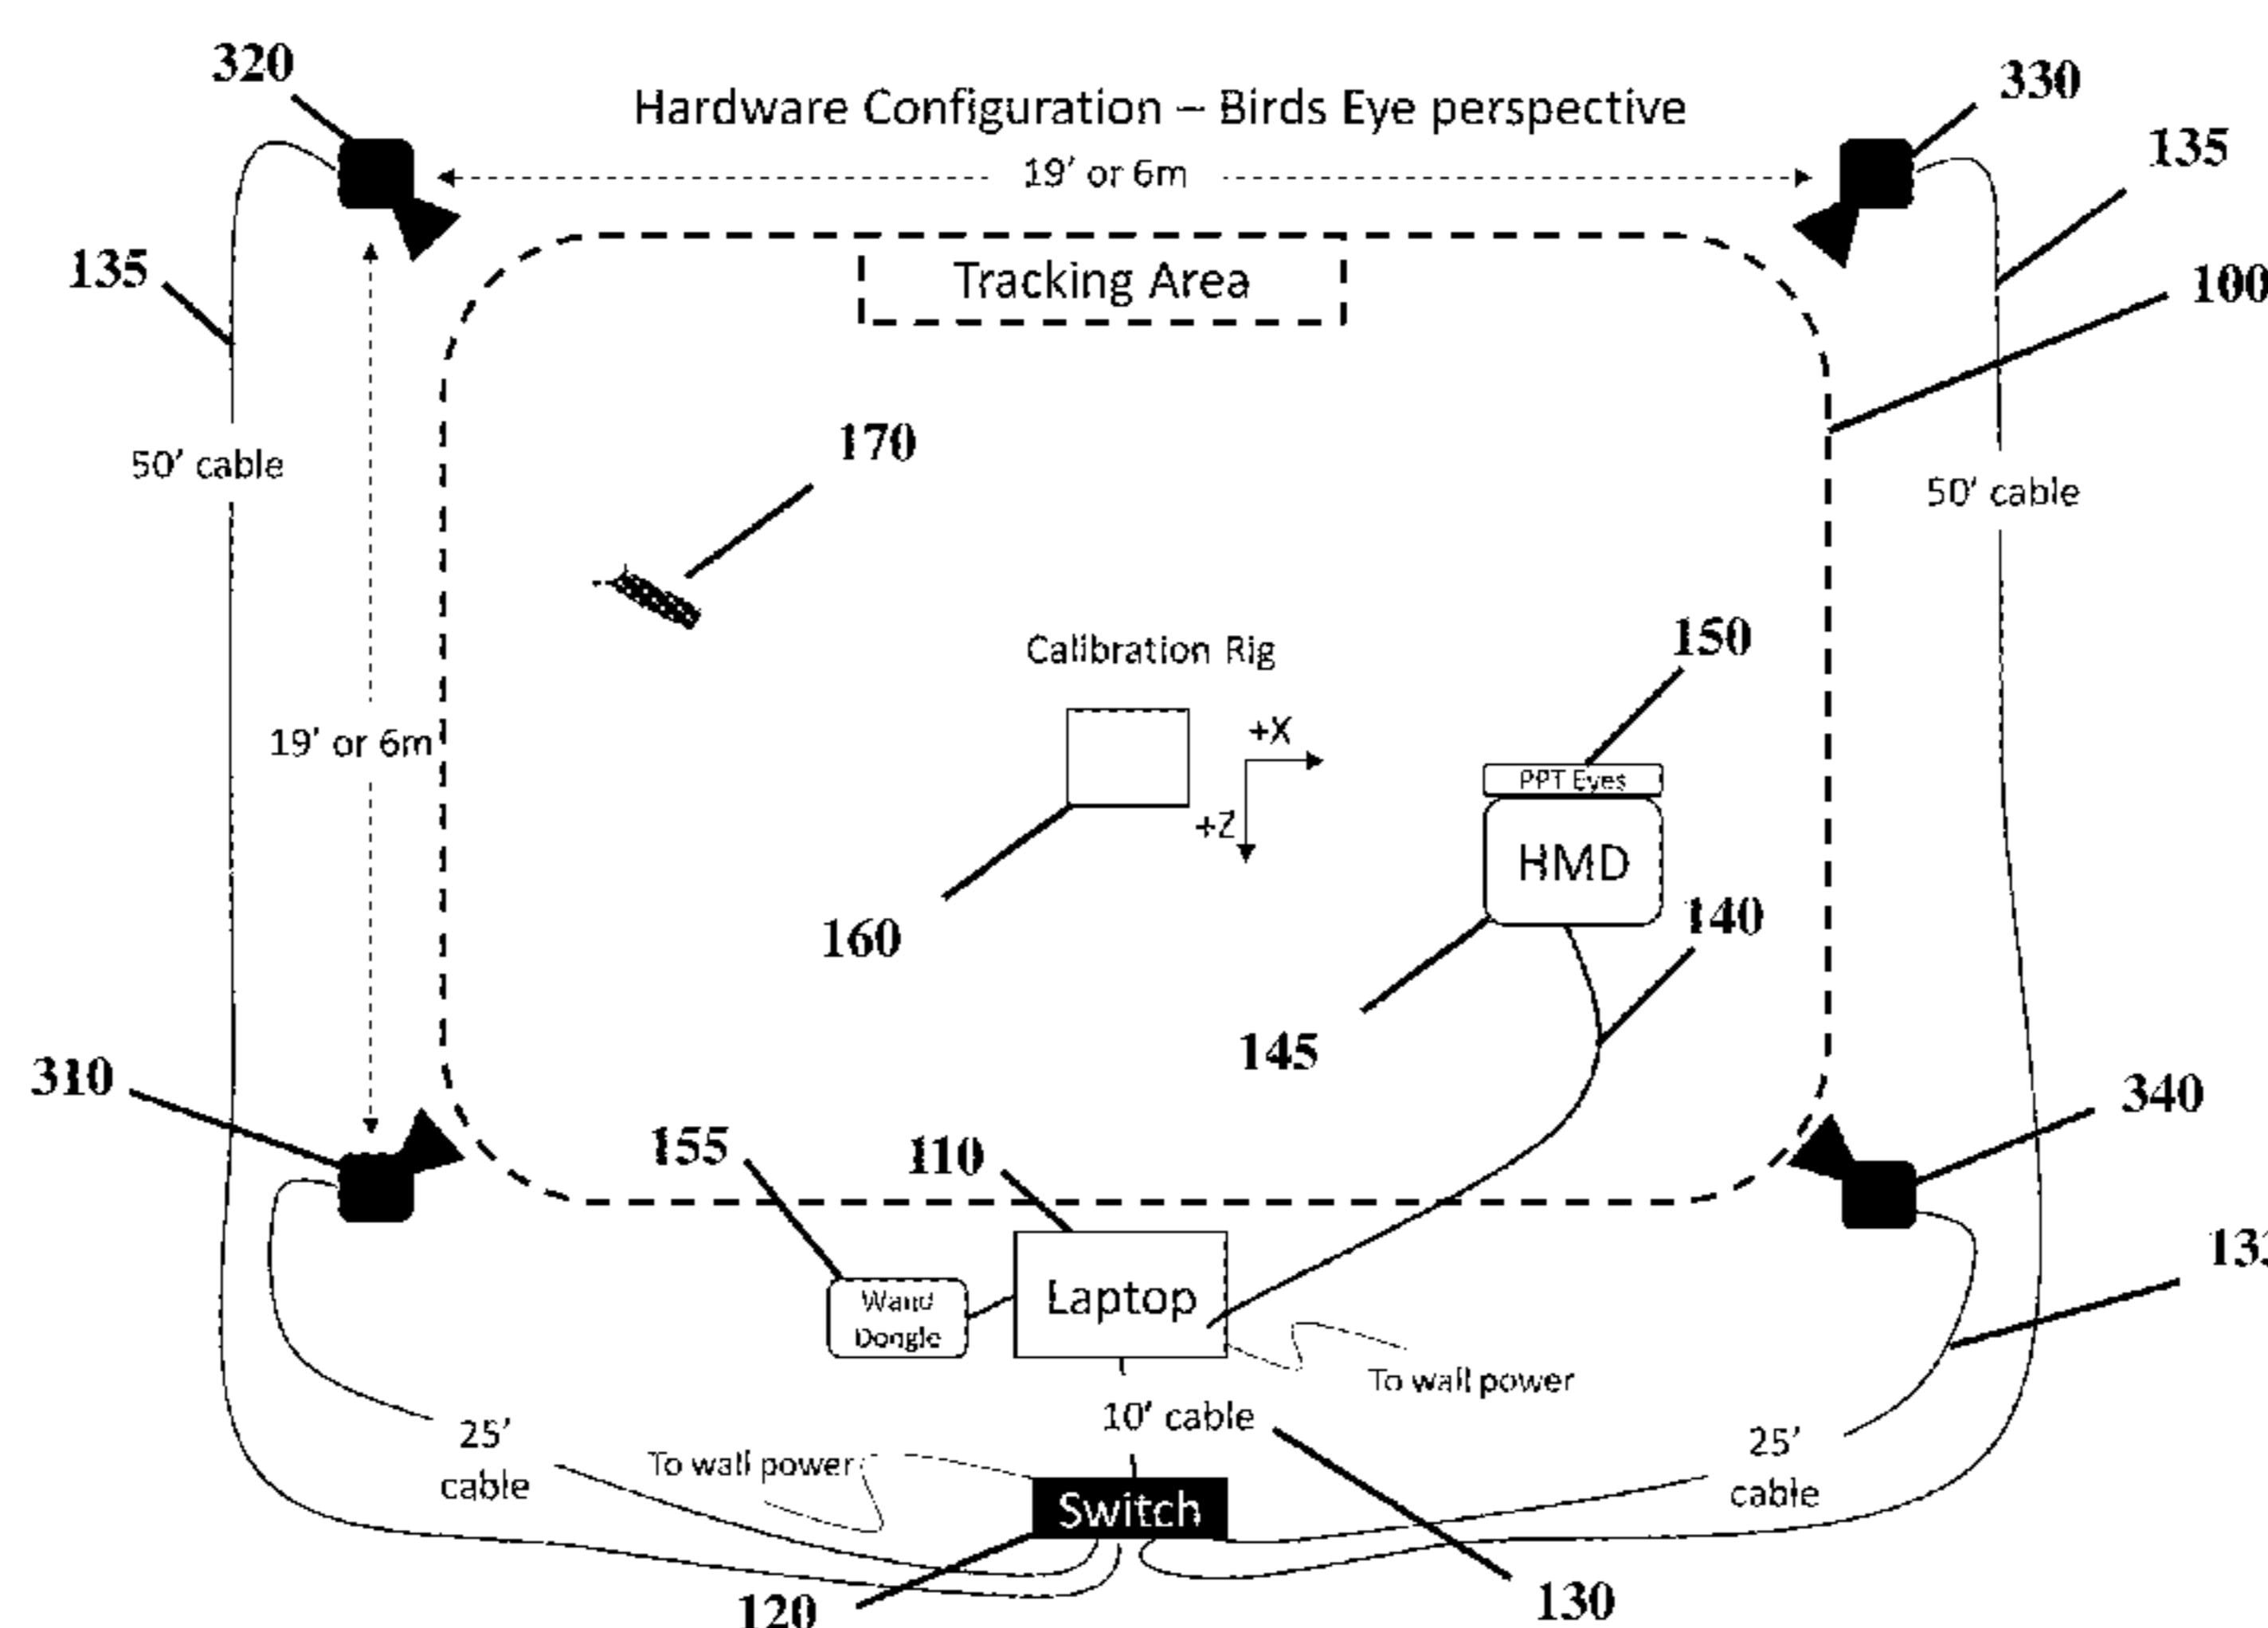 320
330
Hardware Configuration – Birds Eye perspective
135
19' or 6m
135
Tracking Area
100
170
50' cable
50' cable
150
Calibration Rig
+X
19' or 6m
PPT Eyes
+Z
HMD
140
160
145
310
340
155
110
Wand
Dongle
Laptop
To wall power
10' cable
25'
cable
To wall power
25'
cable
Switch
120
130